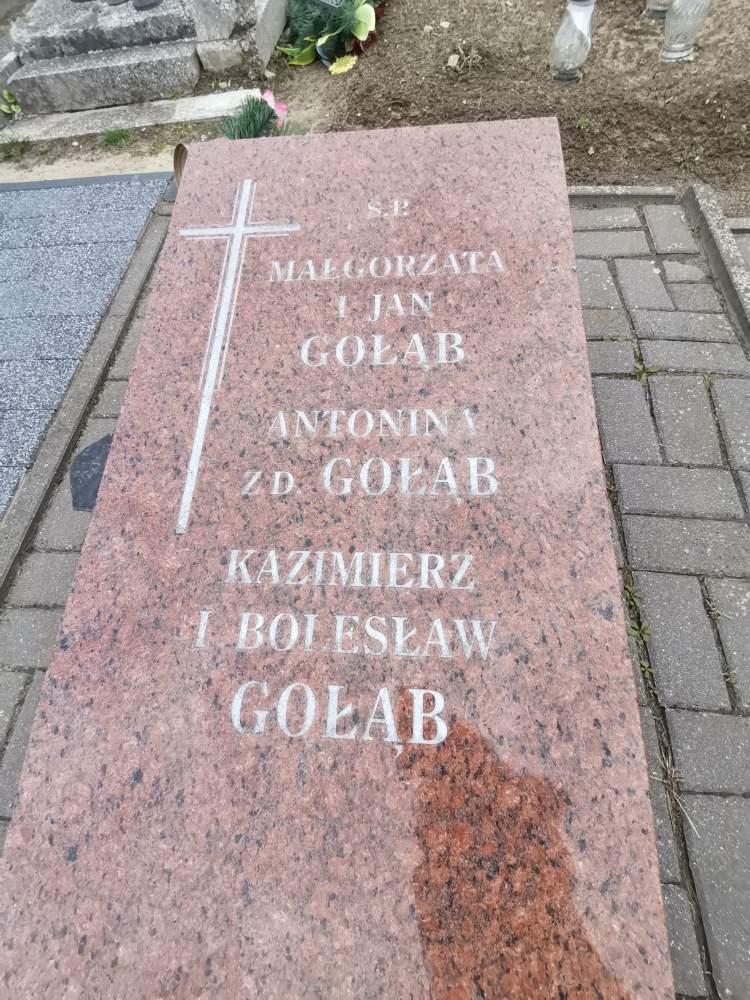 Ś.P.
MAŁGORZATA
I JAN
GOŁĄB
ANTONINA
ZD. GOŁĄB
KAZIMIERZ
I BOLESŁAW
GOŁĄB